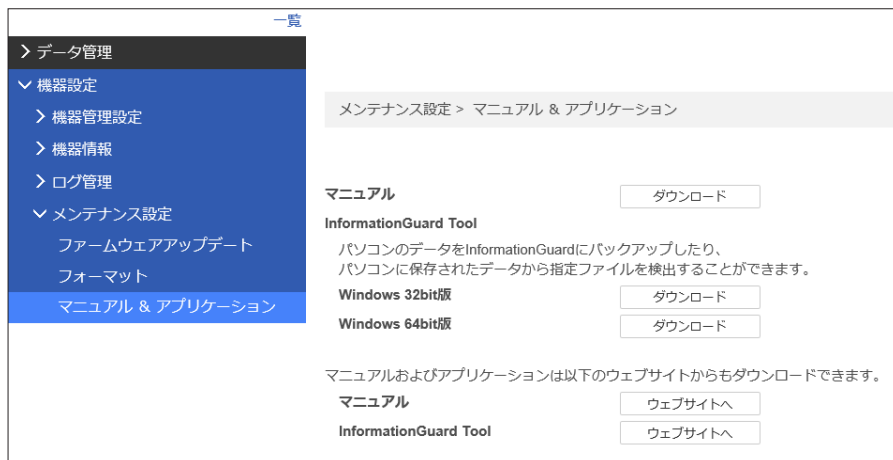 一覧
データ管理
機器設定
機器管理設定
機器情報
ログ管理
メンテナンス設定
ファームウェアアップデート
フォーマット
マニュアル & アプリケーション
メンテナンス設定 > マニュアル & アプリケーション
マニュアル ダウンロード
InformationGuard Tool
パソコンのデータをInformationGuardにバックアップしたり、
パソコンに保存されたデータから指定ファイルを検出することができます。
Windows 32bit版 ダウンロード
Windows 64bit版 ダウンロード
マニュアルおよびアプリケーションは以下のウェブサイトからもダウンロードできます。
マニュアル ウェブサイトへ
InformationGuard Tool ウェブサイトへ